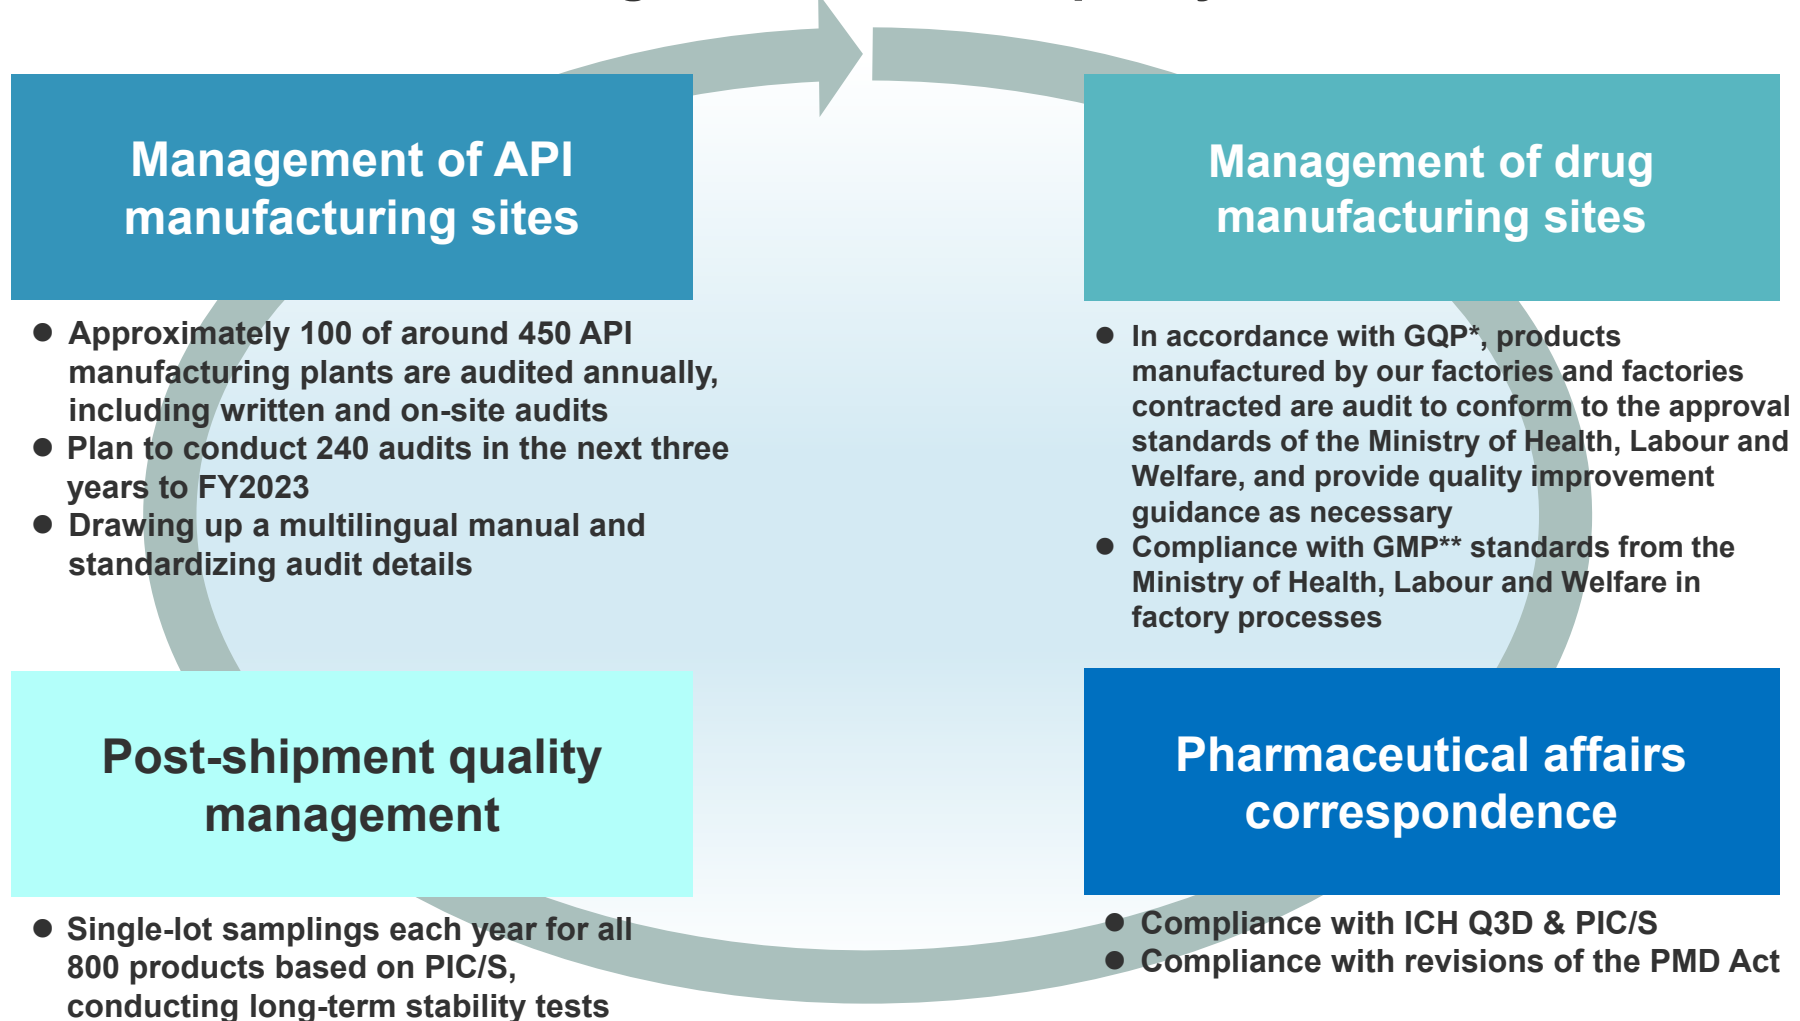 Management of API
manufacturing sites
● Approximately 100 of around 450 API
manufacturing plants are audited annually,
including written and on-site audits
● Plan to conduct 240 audits in the next three
years to FY2023
● Drawing up a multilingual manual and
standardizing audit details
Management of drug
manufacturing sites
● In accordance with GQP*, products
manufactured by our factories and factories
contracted are audit to conform to the approval
standards of the Ministry of Health, Labour and
Welfare, and provide quality improvement
guidance as necessary
● Compliance with GMP** standards from the
Ministry of Health, Labour and Welfare in
factory processes
Post-shipment quality
management
● Single-lot samplings each year for all
800 products based on PIC/S,
conducting long-term stability tests
Pharmaceutical affairs
correspondence
● Compliance with ICH Q3D & PIC/S
● Compliance with revisions of the PMD Act